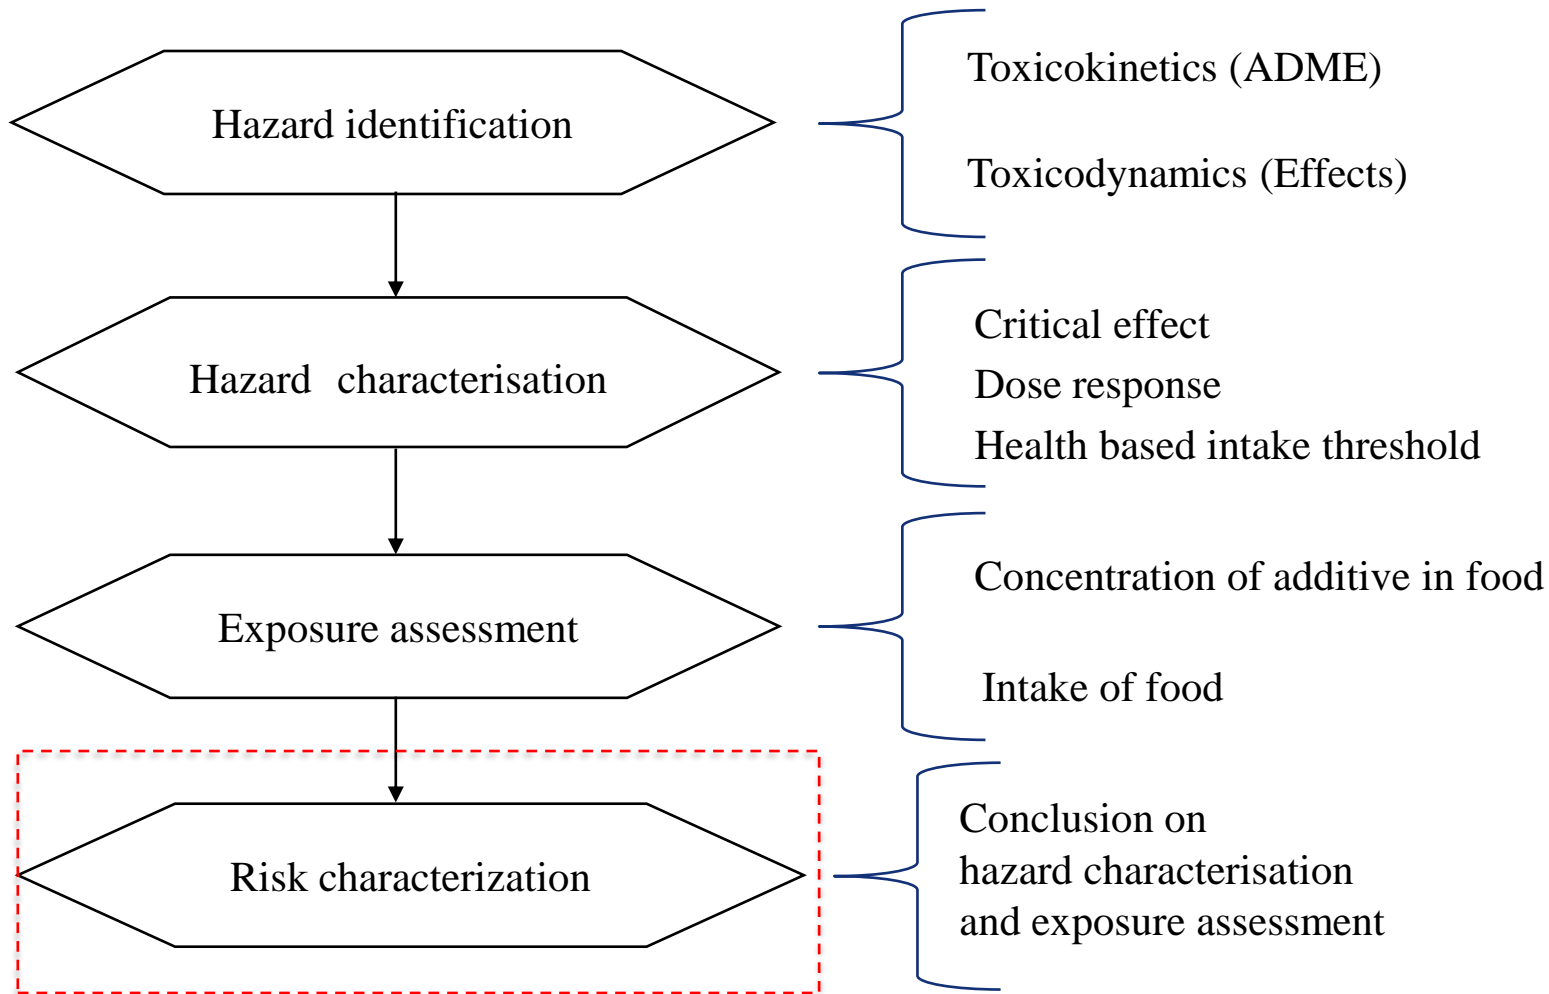 Hazard identification
Toxicokinetics (ADME)
Toxicodynamics (Effects)
Hazard characterisation
Critical effect
Dose response
Health based intake threshold
Exposure assessment
Concentration of additive in food
Intake of food
Risk characterization
Conclusion on
hazard characterisation
and exposure assessment